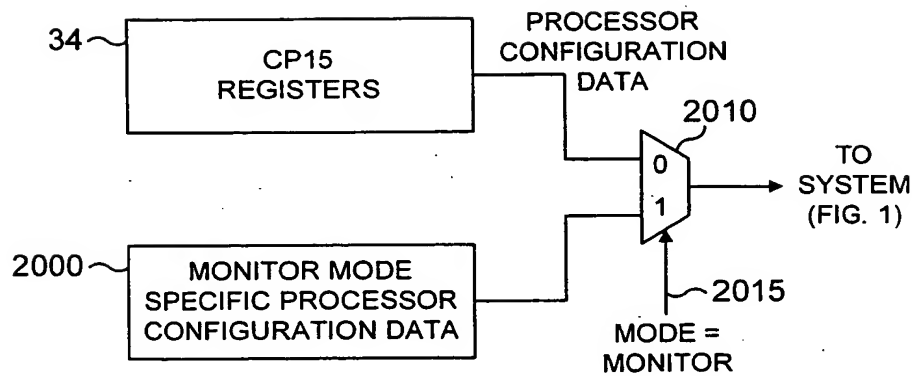 34
CP15
REGISTERS
PROCESSOR
CONFIGURATION
DATA
2010
0
1
TO
SYSTEM
(FIG. 1)
2000
MONITOR MODE
SPECIFIC PROCESSOR
CONFIGURATION DATA
2015
MODE =
MONITOR